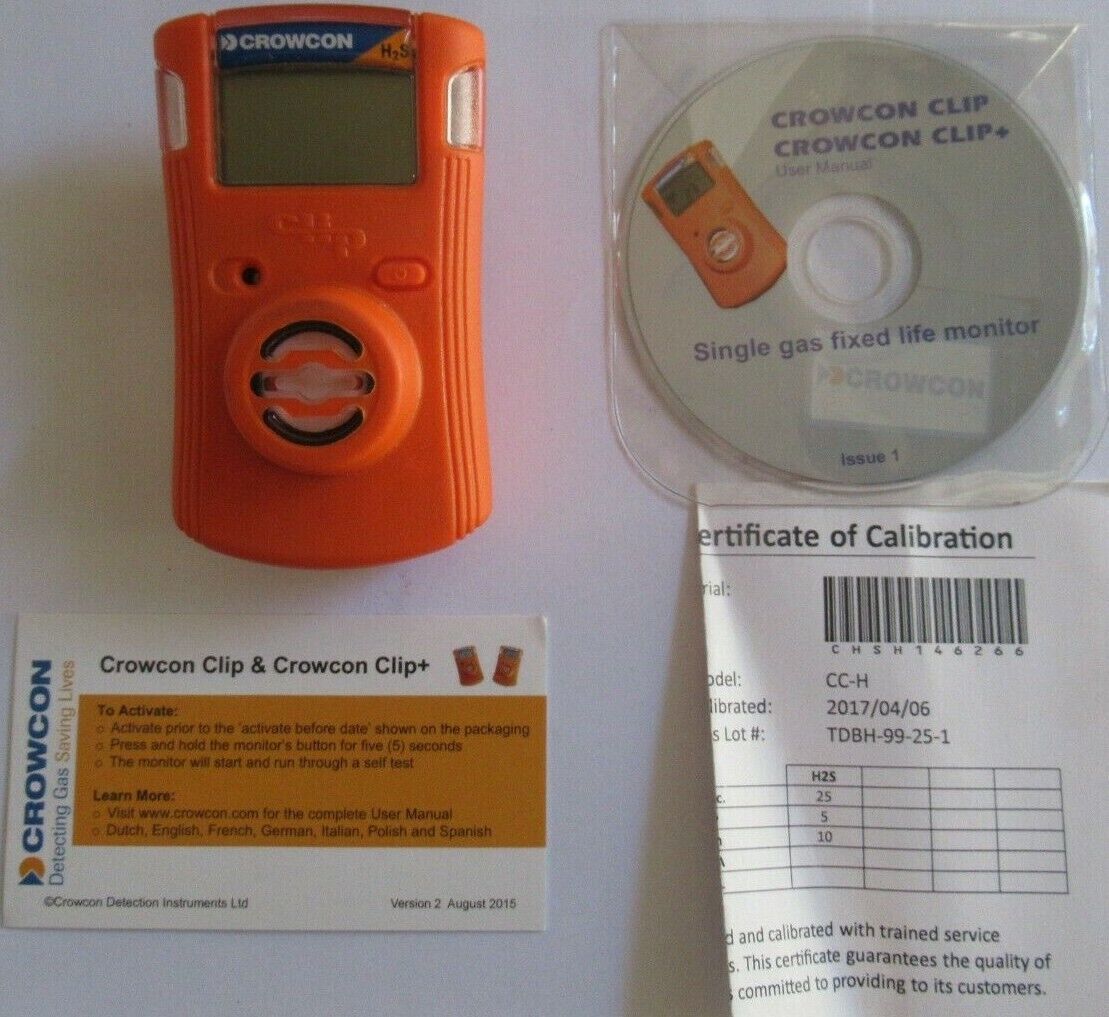 CROWCON
H₂S
clip
CROWCON CLIP
CROWCON CLIP+
User Manual
Single gas fixed life monitor
CROWCON
Issue 1
CROWCON
Detecting Gas Saving Lives
Crowcon Clip & Crowcon Clip+
To Activate:
○ Activate prior to the 'activate before date' shown on the packaging
○ Press and hold the monitor's button for five (5) seconds
○ The monitor will start and run through a self test
Learn More:
○ Visit www.crowcon.com for the complete User Manual
○ Dutch, English, French, German, Italian, Polish and Spanish
©Crowcon Detection Instruments Ltd
Version 2 August 2015
ertificate of Calibration
rial:
CHSH146266
odel: CC-H
librated: 2017/04/06
s Lot #: TDBH-99-25-1
H2S
c. 25
5
10
d and calibrated with trained service
s. This certificate guarantees the quality of
committed to providing to its customers.